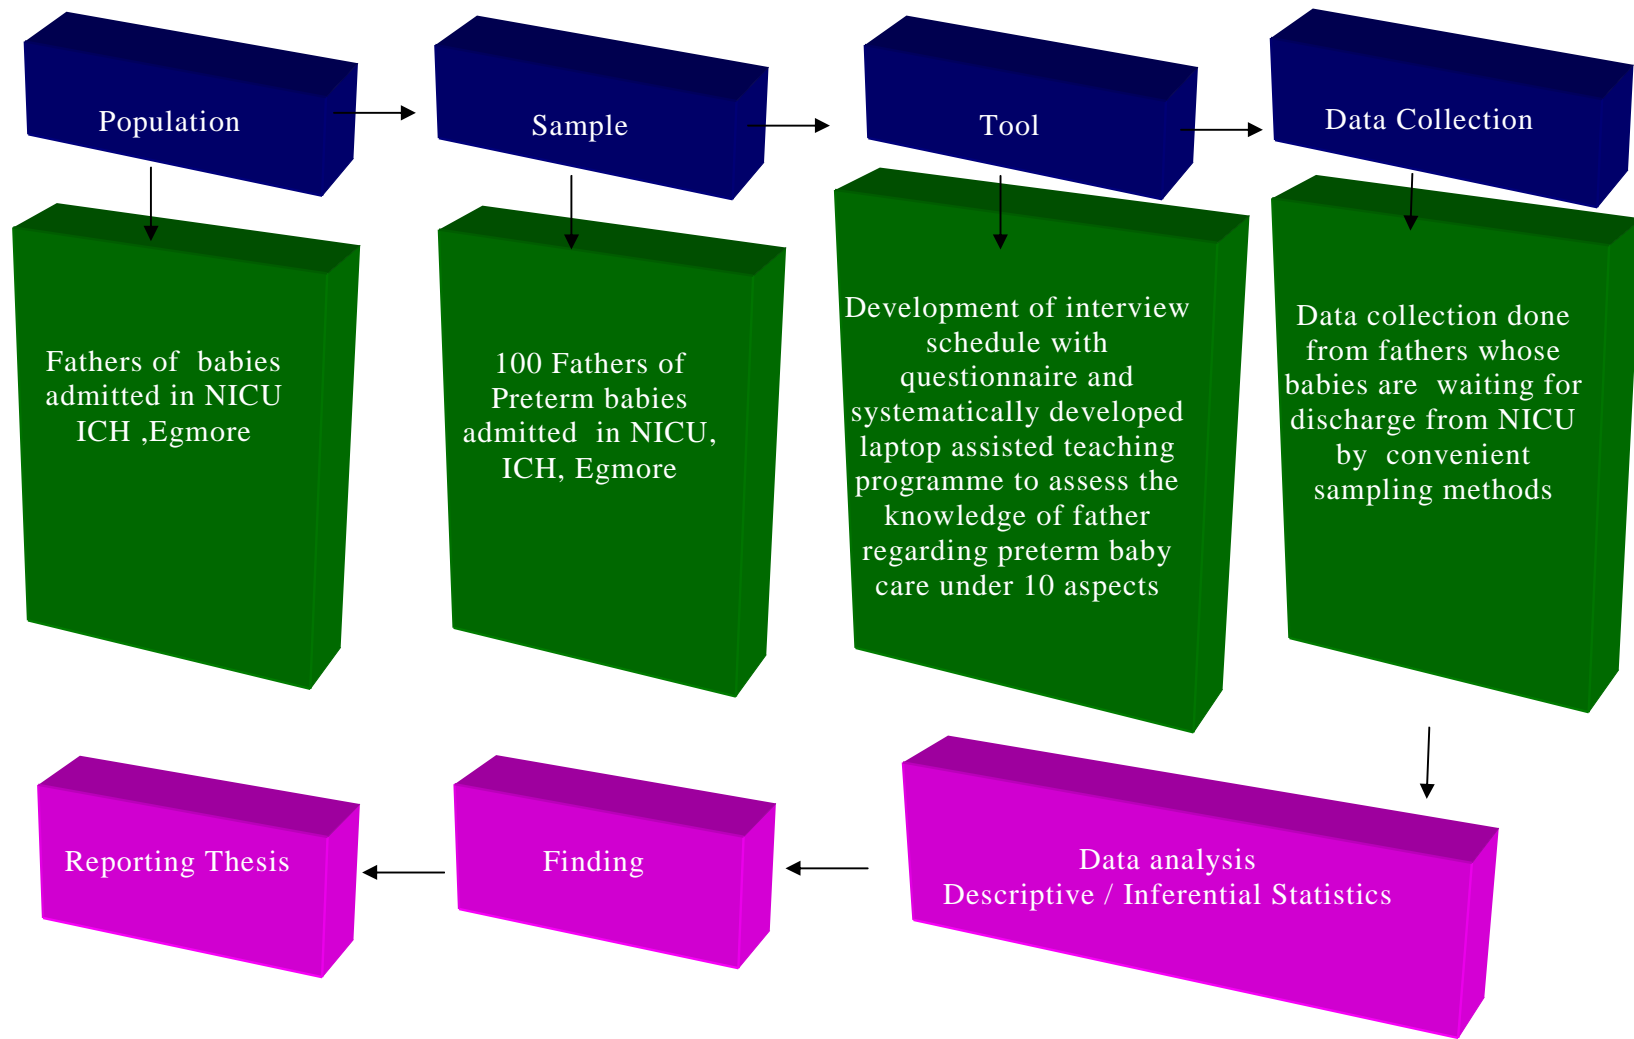 Population
Sample
Tool
Data Collection
Fathers of babies
admitted in NICU
ICH ,Egmore
100 Fathers of
Preterm babies
admitted in NICU,
ICH, Egmore
Development of interview
schedule with
questionnaire and
systematically developed
laptop assisted teaching
programme to assess the
knowledge of father
regarding preterm baby
care under 10 aspects
Data collection done
from fathers whose
babies are waiting for
discharge from NICU
by convenient
sampling methods
Reporting Thesis
Finding
Data analysis
Descriptive / Inferential Statistics